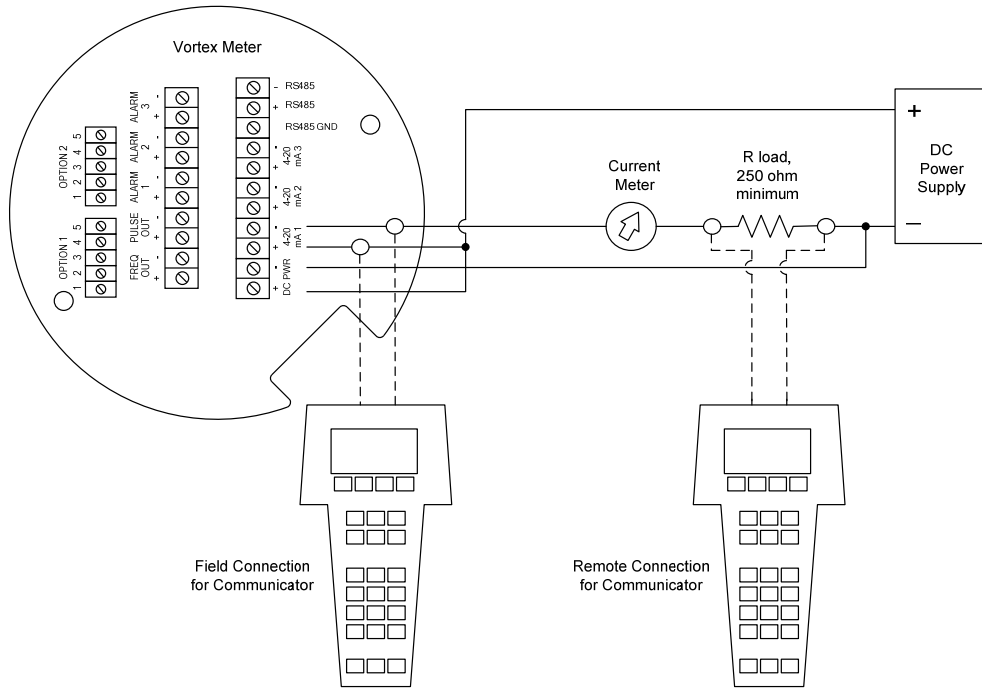 Vortex Meter
- RS485
+ RS485
RS485 GND
- 4-20
+ mA 3
- 4-20
+ mA 2
- 4-20
+ mA 1
- DC PWR
+
ALARM
3
- +
ALARM
2
- +
ALARM
1
- +
PULSE
OUT
- +
FREQ
OUT
- +
OPTION 2
1 2 3 4 5
OPTION 1
1 2 3 4 5
Current
Meter
R load,
250 ohm
minimum
+
DC
Power
Supply
–
Field Connection
for Communicator
Remote Connection
for Communicator